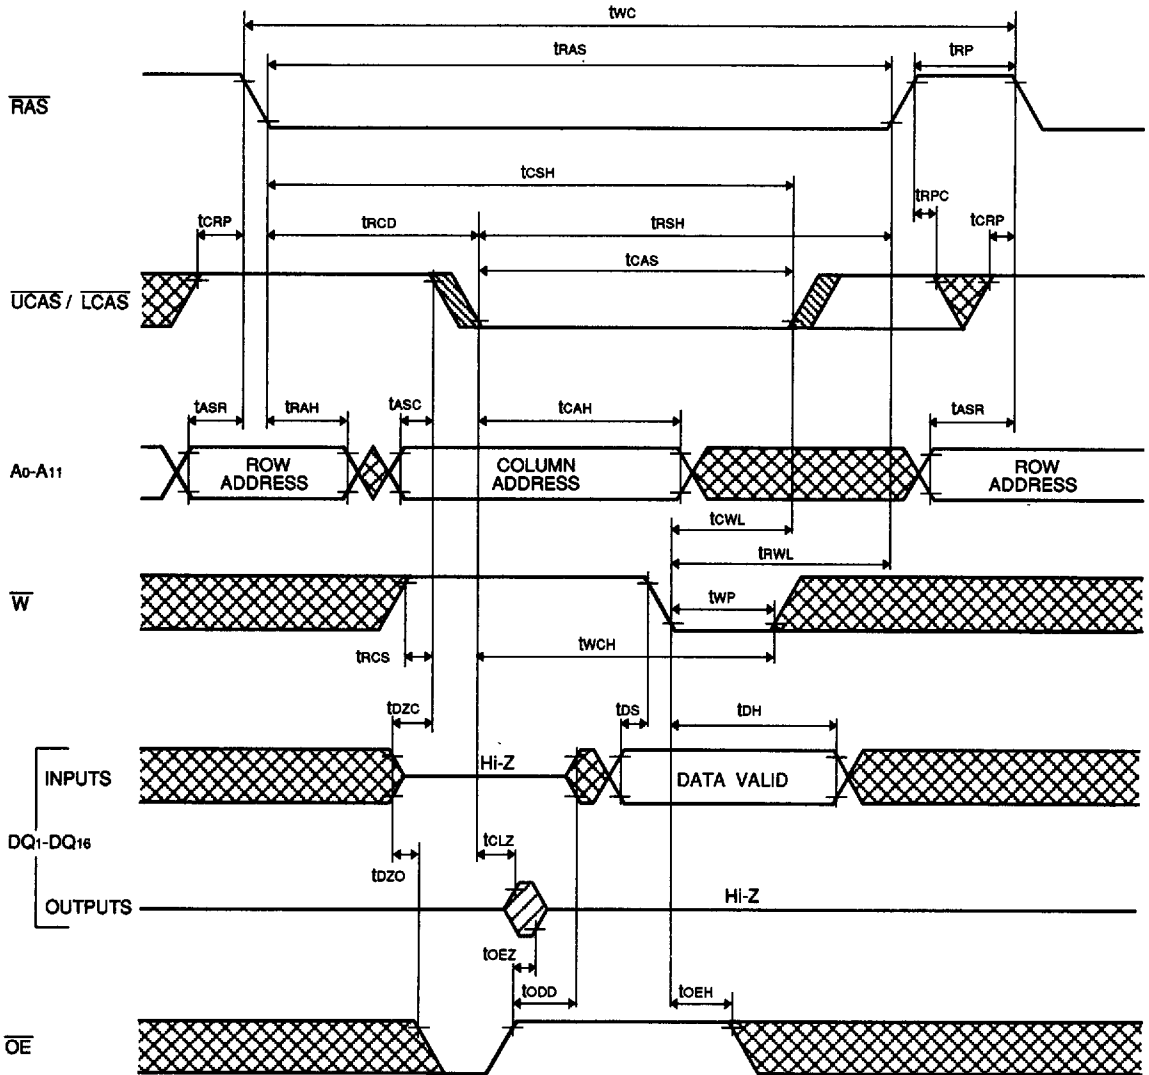 tWC
tRAS
tRP
RAS
tCSH
tCRP
tRCD
tRSH
tRPC
tCRP
tCAS
UCAS / LCAS
tASR
tRAH
tASC
tCAH
tASR
A0-A11
ROW ADDRESS
COLUMN ADDRESS
ROW ADDRESS
tCWL
tRWL
W
tWP
tRCS
tWCH
tDZC
tDS
tDH
INPUTS
Hi-Z
DATA VALID
DQ1-DQ16
tCLZ
tDZO
OUTPUTS
Hi-Z
tOEZ
tODD
tOEH
OE